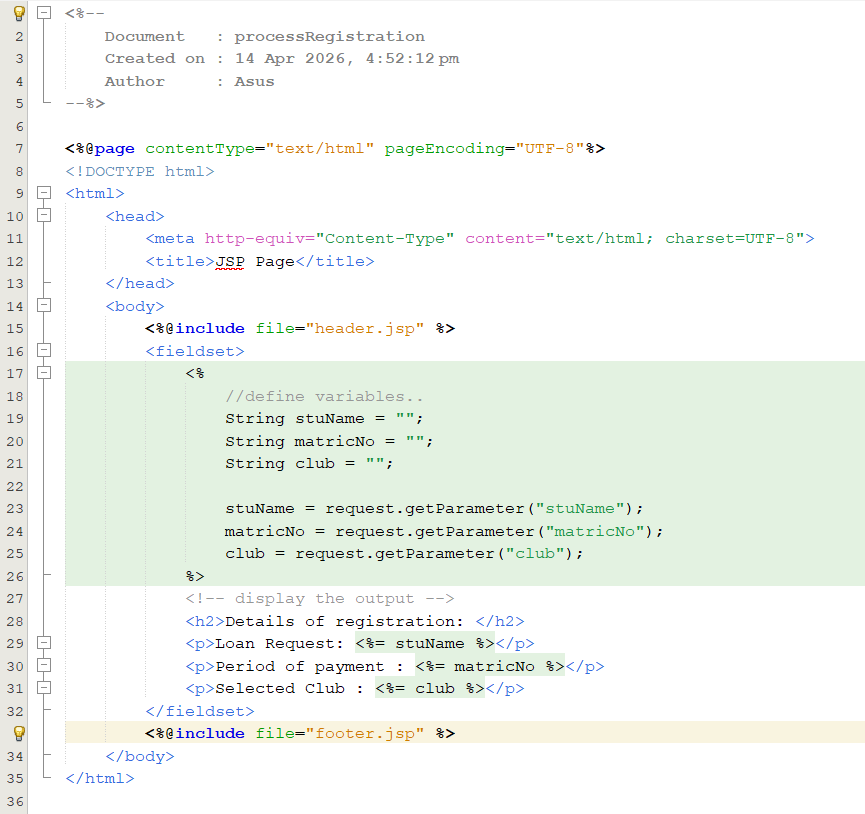 <%--
2     Document   : processRegistration
3     Created on : 14 Apr 2026, 4:52:12 pm
4     Author     : Asus
5 --%>
6
7 <%@page contentType="text/html" pageEncoding="UTF-8"%>
8 <!DOCTYPE html>
9 <html>
10     <head>
11         <meta http-equiv="Content-Type" content="text/html; charset=UTF-8">
12         <title>JSP Page</title>
13     </head>
14     <body>
15         <%@include file="header.jsp" %>
16         <fieldset>
17             <%
18                 //define variables..
19                 String stuName = "";
20                 String matricNo = "";
21                 String club = "";
22
23                 stuName = request.getParameter("stuName");
24                 matricNo = request.getParameter("matricNo");
25                 club = request.getParameter("club");
26             %>
27             <!-- display the output -->
28             <h2>Details of registration: </h2>
29             <p>Loan Request: <%= stuName %></p>
30             <p>Period of payment : <%= matricNo %></p>
31             <p>Selected Club : <%= club %></p>
32         </fieldset>
        <%@include file="footer.jsp" %>
34     </body>
35 </html>
36